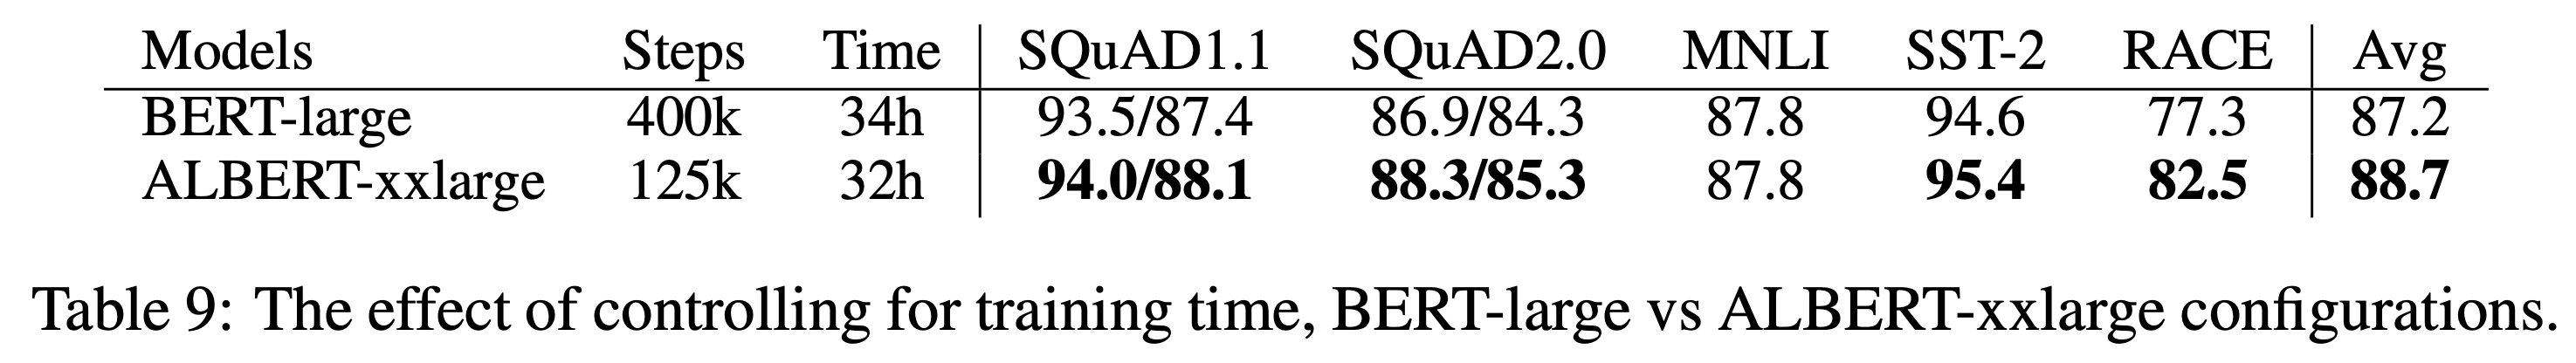 Models Steps Time SQuAD1.1 SQuAD2.0 MNLI SST-2 RACE Avg
BERT-large 400k 34h 93.5/87.4 86.9/84.3 87.8 94.6 77.3 87.2
ALBERT-xxlarge 125k 32h 94.0/88.1 88.3/85.3 87.8 95.4 82.5 88.7
Table 9: The effect of controlling for training time, BERT-large vs ALBERT-xxlarge configurations.